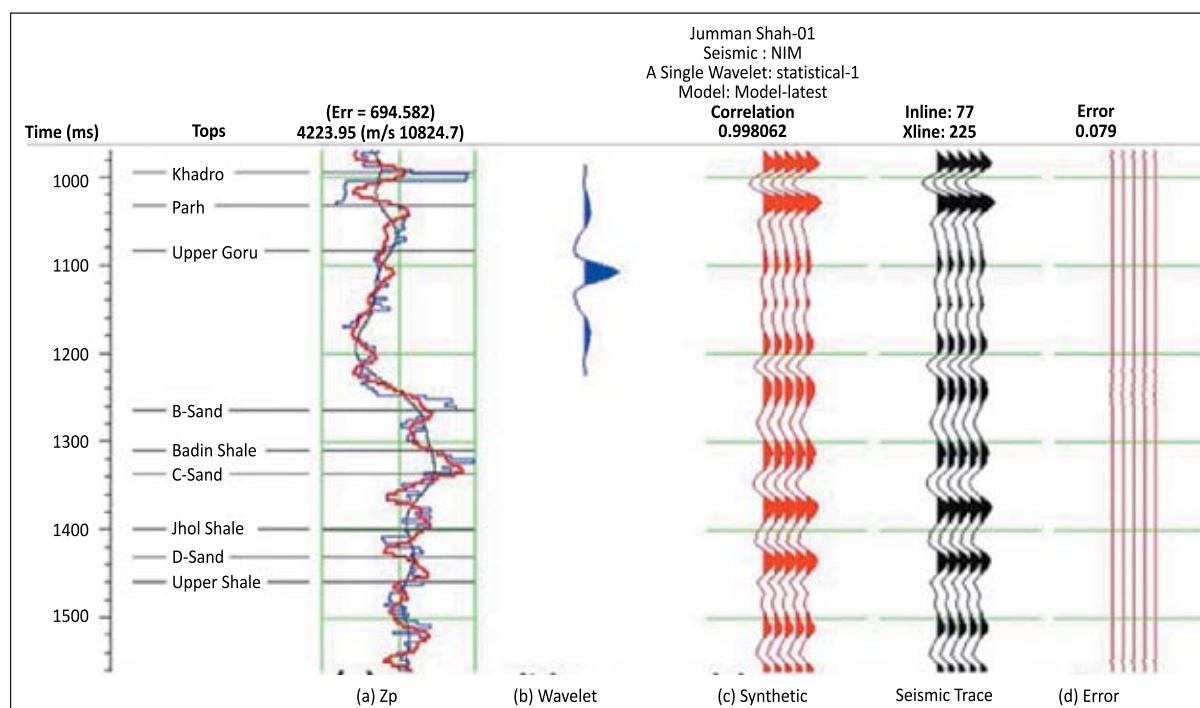 Jumman Shah-01
Seismic : NIM
A Single Wavelet: statistical-1
Model: Model-latest
(Err = 694.582) Correlation Inline: 77 Error
Time (ms) Tops 4223.95 (m/s 10824.7) 0.998062 Xline: 225 0.079
Khadro
1000
Parh
Upper Goru
1100
1200
B-Sand
1300
Badin Shale
C-Sand
1400 Jhol Shale
D-Sand
Upper Shale
1500
(a) Zp (b) Wavelet (c) Synthetic Seismic Trace (d) Error